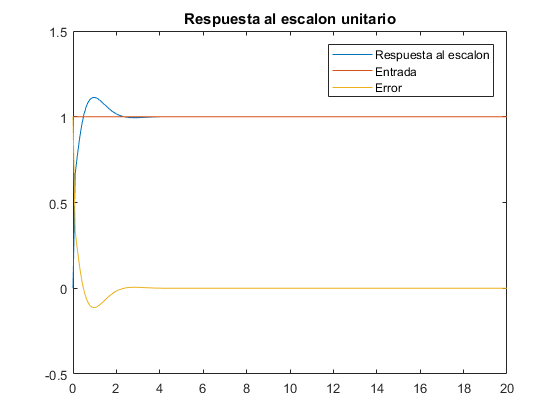 Respuesta al escalon unitario
1.5
Respuesta al escalon
Entrada
Error
1
0.5
0
-0.5
0 2 4 6 8 10 12 14 16 18 20